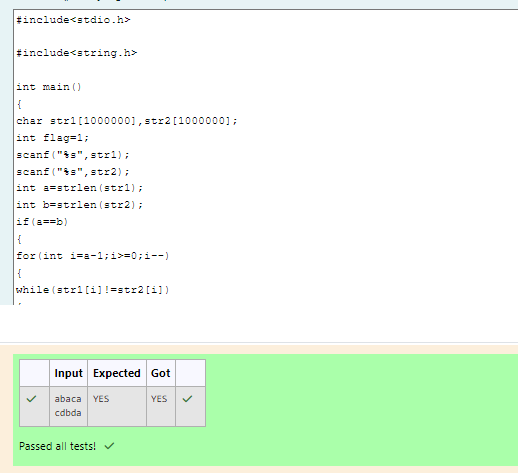 #include<stdio.h>
#include<string.h>
int main()
{
char str1[1000000],str2[1000000];
int flag=1;
scanf("%s",str1);
scanf("%s",str2);
int a=strlen(str1);
int b=strlen(str2);
if(a==b)
{
for(int i=a-1;i>=0;i--)
{
while(str1[i]!=str2[i])
Input Expected Got
abaca YES YES
cdbda
Passed all tests!